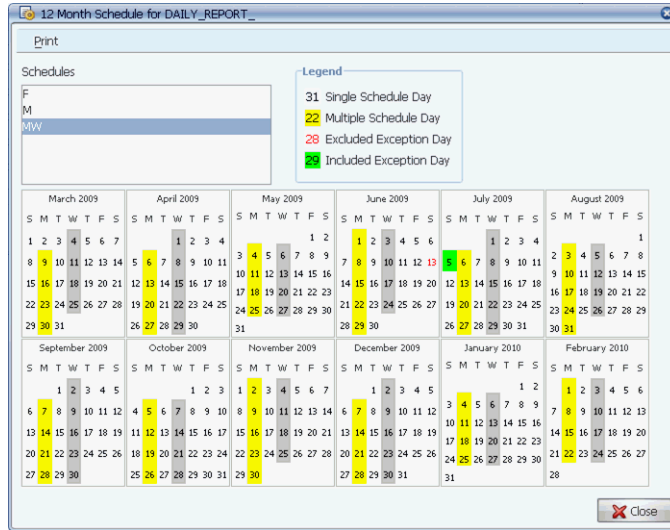 12 Month Schedule for DAILY_REPORT_
Print
Schedules
F
M
MW
Legend
31 Single Schedule Day
22 Multiple Schedule Day
28 Excluded Exception Day
29 Included Exception Day
March 2009
S M T W T F S
1 2 3 4 5 6 7
8 9 10 11 12 13 14
15 16 17 18 19 20 21
22 23 24 25 26 27 28
29 30 31
April 2009
S M T W T F S
1 2 3 4
5 6 7 8 9 10 11
12 13 14 15 16 17 18
19 20 21 22 23 24 25
26 27 28 29 30
May 2009
S M T W T F S
1 2
3 4 5 6 7 8 9
10 11 12 13 14 15 16
17 18 19 20 21 22 23
24 25 26 27 28 29 30
31
June 2009
S M T W T F S
1 2 3 4 5 6
7 8 9 10 11 12 13
14 15 16 17 18 19 20
21 22 23 24 25 26 27
28 29 30
July 2009
S M T W T F S
1 2 3 4
5 6 7 8 9 10 11
12 13 14 15 16 17 18
19 20 21 22 23 24 25
26 27 28 29 30 31
August 2009
S M T W T F S
1
2 3 4 5 6 7 8
9 10 11 12 13 14 15
16 17 18 19 20 21 22
23 24 25 26 27 28 29
30 31
September 2009
S M T W T F S
1 2 3 4 5
6 7 8 9 10 11 12
13 14 15 16 17 18 19
20 21 22 23 24 25 26
27 28 29 30
October 2009
S M T W T F S
1 2 3
4 5 6 7 8 9 10
11 12 13 14 15 16 17
18 19 20 21 22 23 24
25 26 27 28 29 30 31
November 2009
S M T W T F S
1 2 3 4 5 6 7
8 9 10 11 12 13 14
15 16 17 18 19 20 21
22 23 24 25 26 27 28
29 30
December 2009
S M T W T F S
1 2 3 4 5
6 7 8 9 10 11 12
13 14 15 16 17 18 19
20 21 22 23 24 25 26
27 28 29 30 31
January 2010
S M T W T F S
1 2
3 4 5 6 7 8 9
10 11 12 13 14 15 16
17 18 19 20 21 22 23
24 25 26 27 28 29 30
31
February 2010
S M T W T F S
1 2 3 4 5 6
7 8 9 10 11 12 13
14 15 16 17 18 19 20
21 22 23 24 25 26 27
28
Close